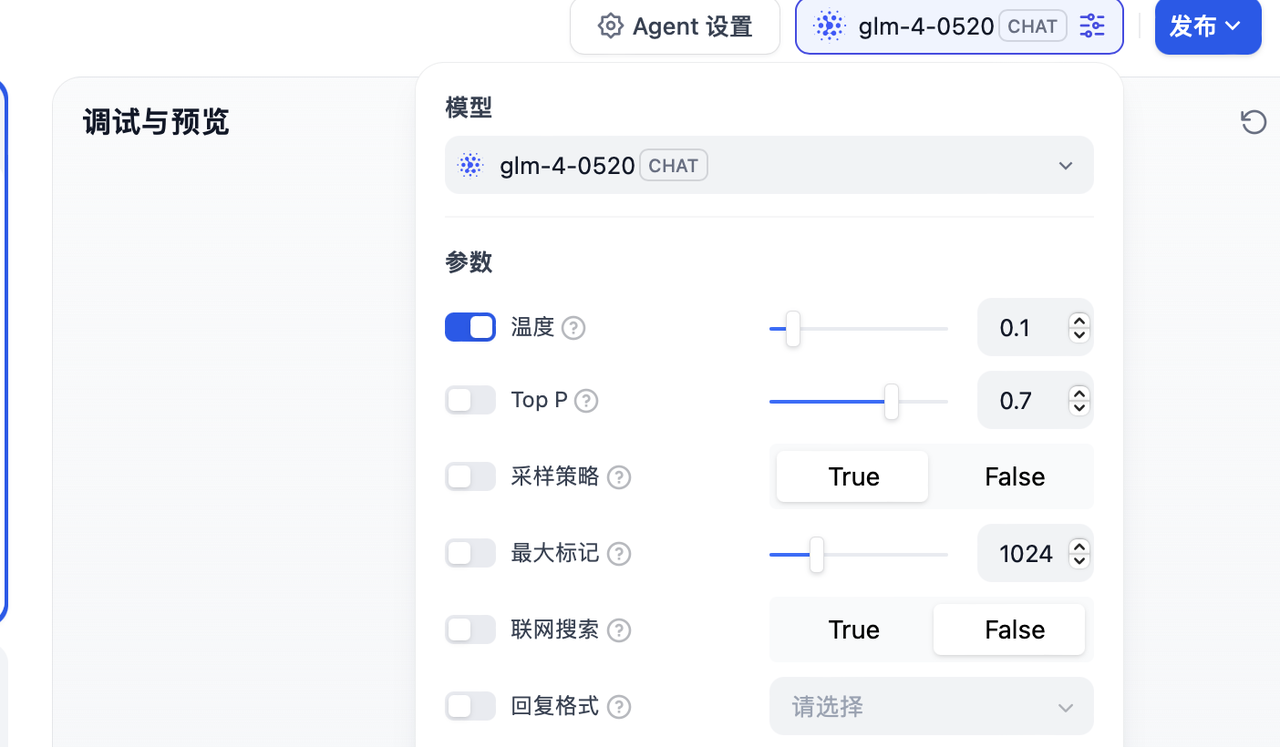 Agent 设置 glm-4-0520 CHAT 发布
调试与预览
模型
glm-4-0520 CHAT
参数
温度 ? 0.1
Top P ? 0.7
采样策略 ? True False
最大标记 ? 1024
联网搜索 ? True False
回复格式 ? 请选择